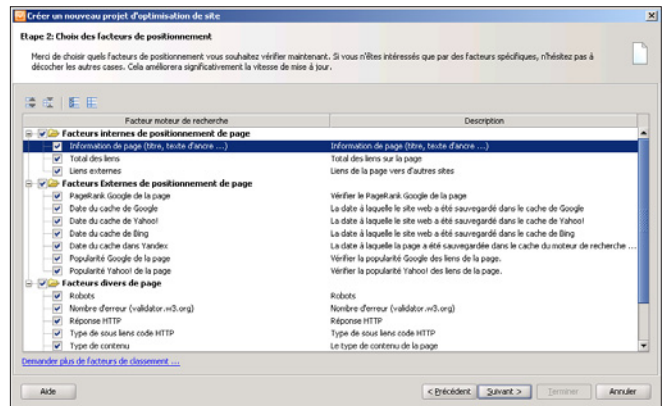 Créer un nouveau projet d'optimisation de site
Etape 2: Choix des facteurs de positionnement
Merci de choisir quels facteurs de positionnement vous souhaitez vérifier maintenant. Si vous n'êtes intéressés que par des facteurs spécifiques, n'hésitez pas à
décocher les autres cases. Cela améliorera significativement la vitesse de mise à jour.
Facteur moteur de recherche Description
Facteurs internes de positionnement de page
Information de page (titre, texte d'ancre ...) Information de page (titre, texte d'ancre ...)
Total des liens Total des liens sur la page
Liens externes Liens de la page vers d'autres sites
Facteurs Externes de positionnement de page
PageRank Google de la page Vérifier le PageRank Google de la page
Date du cache de Google La date à laquelle le site web a été sauvegardé dans le cache de Google
Date du cache de Yahoo! La date à laquelle le site web a été sauvegardé dans le cache de Yahoo!
Date du cache de Bing La date à laquelle le site web a été sauvegardé dans le cache de Bing
Date du cache dans Yandex La date à laquelle la page a été sauvegardée dans le cache du moteur de recherche ...
Popularité Google de la page Vérifier la popularité Google des liens de la page.
Popularité Yahoo! de la page Vérifier la popularité Yahoo! des liens de la page.
Facteurs divers de page
Robots Robots
Nombre d'erreur (validator.w3.org) Nombre d'erreur (validator.w3.org)
Réponse HTTP Réponse HTTP
Type de sous liens code HTTP Type de sous liens code HTTP
Type de contenu Le type de contenu de la page
Demander plus de facteurs de classement ...
Aide < Précédent Suivant > Terminer Annuler